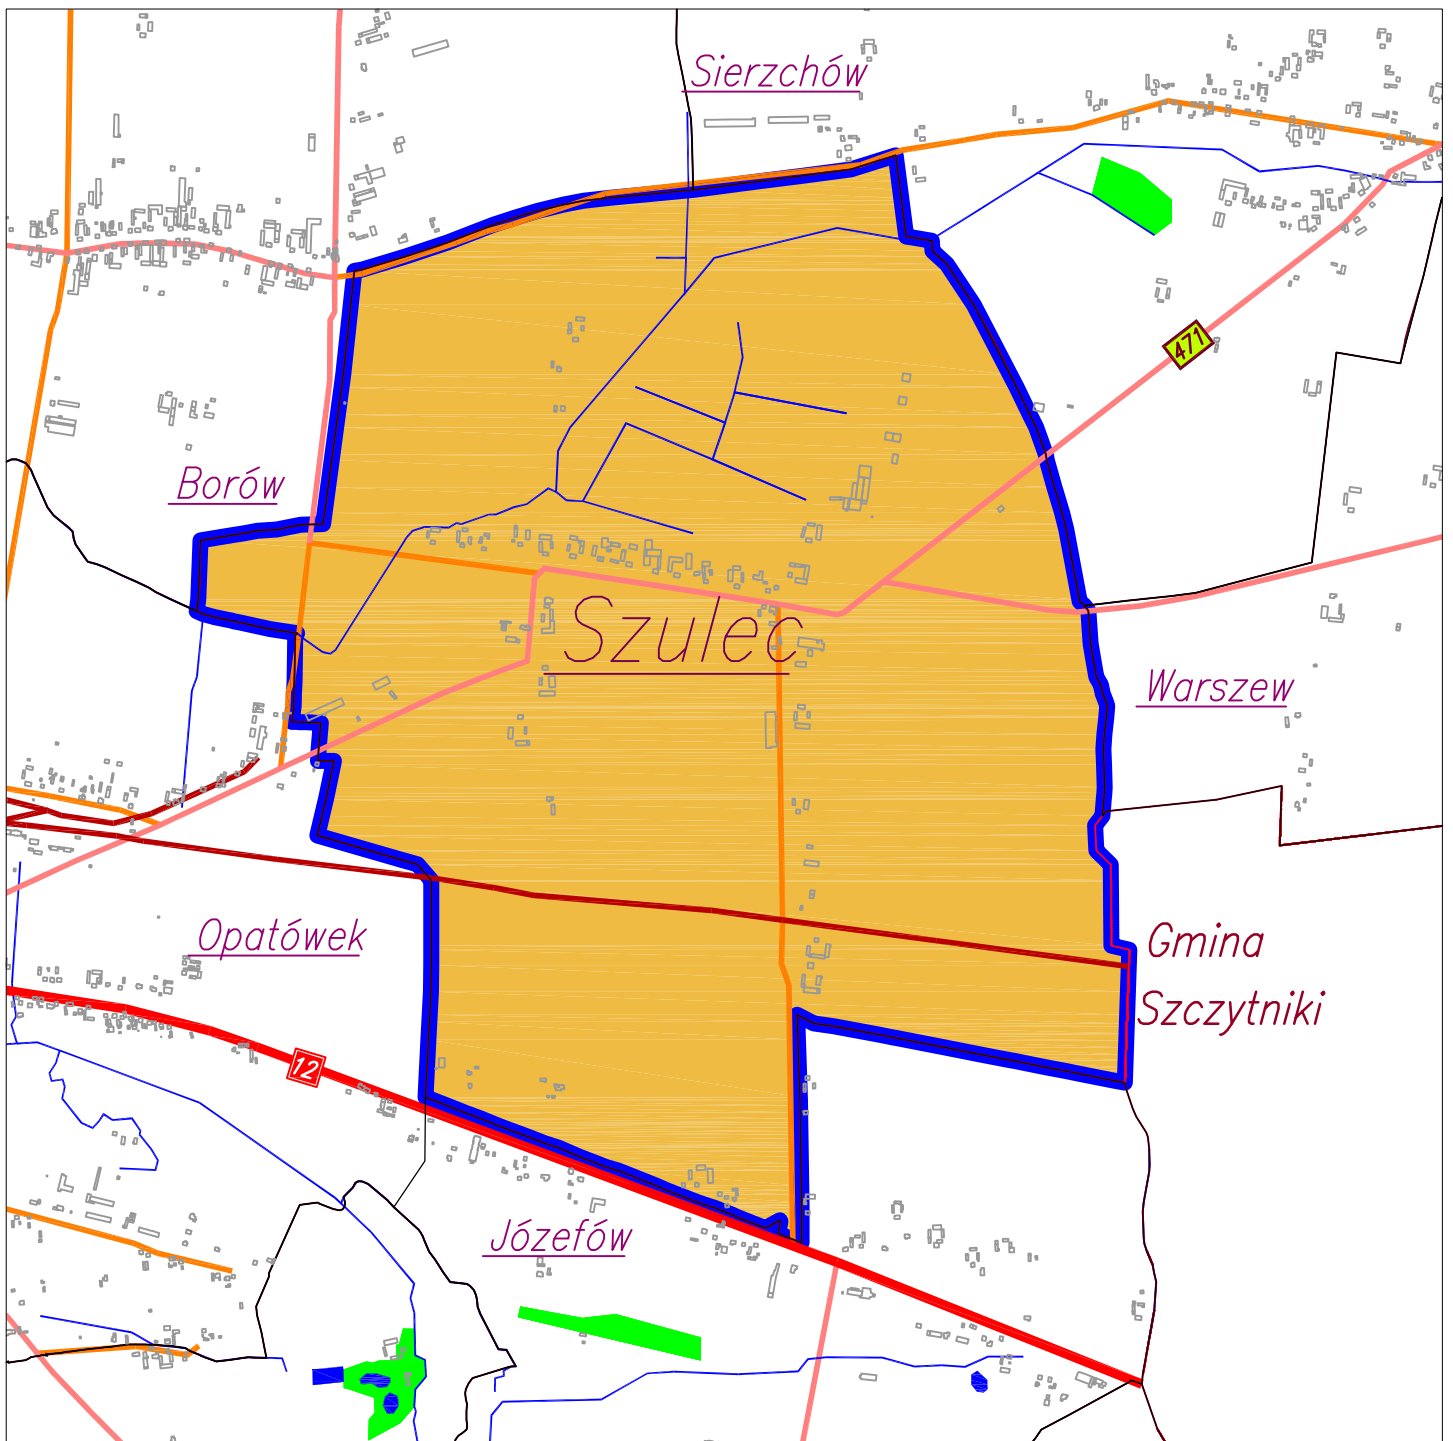 Sierzchów
471
Borów
Szulec
Warszew
Opatówek
Gmina
Szczytniki
12
Józefów